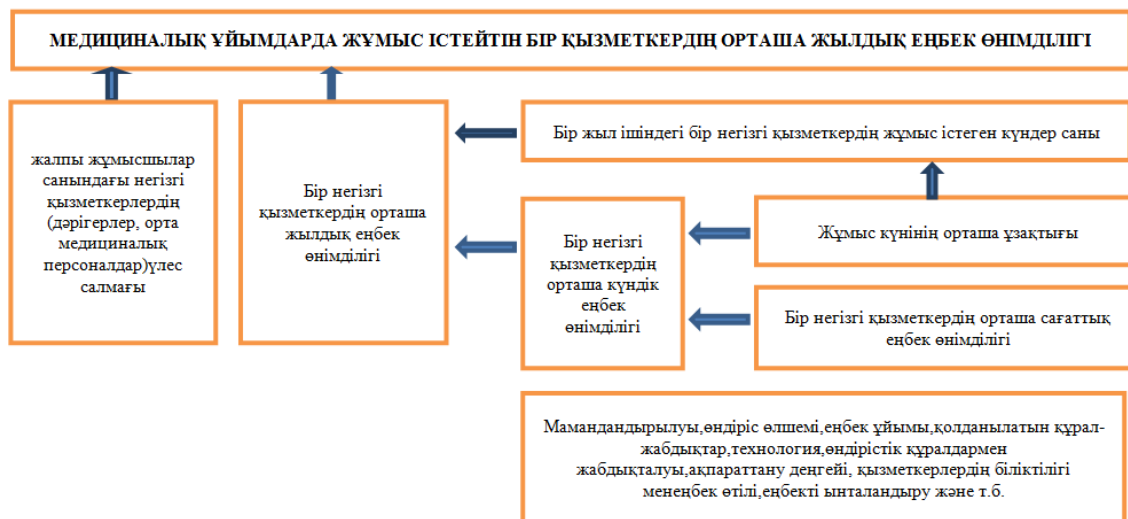 МЕДИЦИНАЛЫҚ ҰЙЫМДАРДА ЖҰМЫС ІСТЕЙТІН БІР ҚЫЗМЕТКЕРДІҢ ОРТАША ЖЫЛДЫҚ ЕҢБЕК ӨНІМДІЛІГІ
жалпы жұмысшылар
санындағы негізгі
қызметкерлердің
(дәрігерлер, орта
медициналық
персоналдар)үлес
салмағы
Бір негізгі
қызметкердің орташа
жылдық еңбек
өнімділігі
Бір жыл ішіндегі бір негізгі қызметкердің жұмыс істеген күндер саны
Бір негізгі
қызметкердің
орташа күндік
еңбек
өнімділігі
Жұмыс күнінің орташа ұзақтығы
Бір негізгі қызметкердің орташа сағаттық
еңбек өнімділігі
Мамандандырылуы,өндіріс өлшемі,еңбек ұйымы,қолданылатын құрал-
жабдықтар,технология,өндірістік құралдармен
жабдықталуы,ақпараттану деңгейі, қызметкерлердің біліктілігі
менеңбек өтілі,еңбекті ынталандыру және т.б.